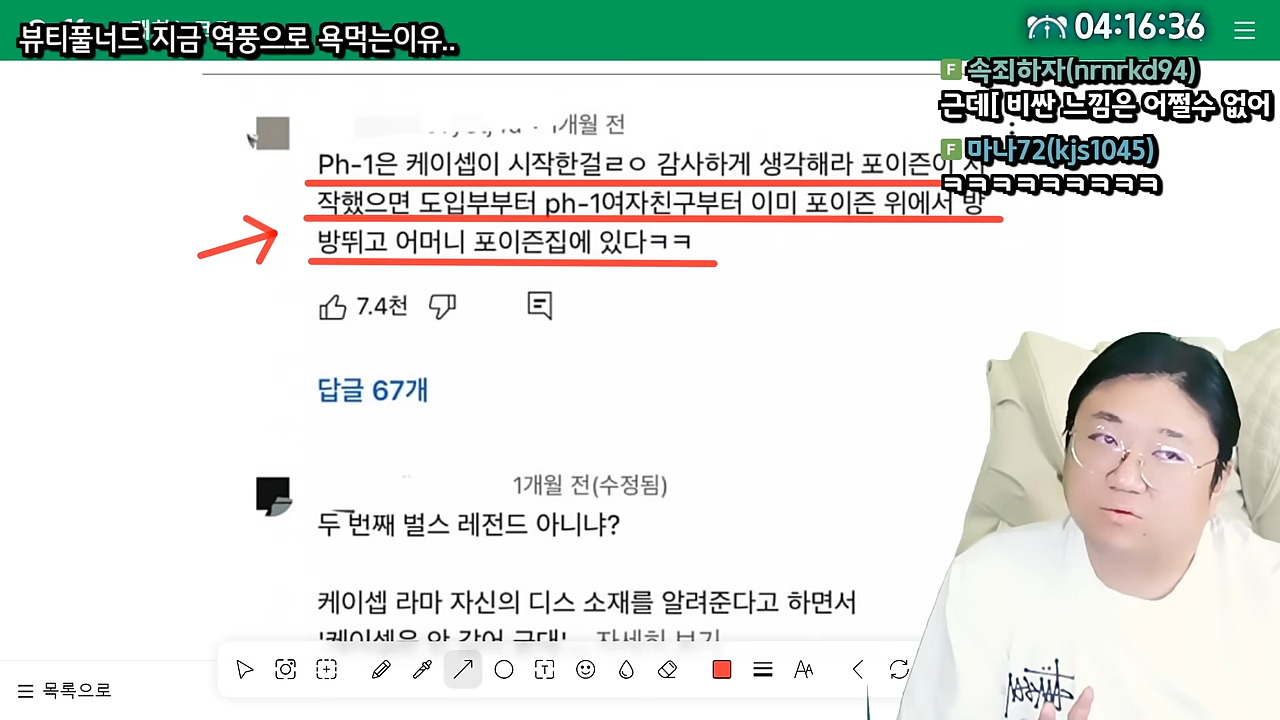 뷰티풀너드 지금 역풍으로 욕먹는이유..
04:16:36
F 속죄하자(nrnrkd94)
근데[ 비싼 느낌은 어쩔수 없어
F 마나72(kjs1045)
ㅋㅋㅋㅋㅋㅋㅋㅋㅋ
1개월 전
Ph-1은 케이셉이 시작한걸ㄹㅇ 감사하게 생각해라 포이즌이 시
작했으면 도입부부터 ph-1여자친구부터 이미 포이즌 위에서 방
방뛰고 어머니 포이즌집에 있다ㅋㅋ
7.4천
답글 67개
1개월 전(수정됨)
두 번째 벌스 레전드 아니냐?
케이셉 라마 자신의 디스 소재를 알려준다고 하면서
자세히 보기
T
AA
목록으로